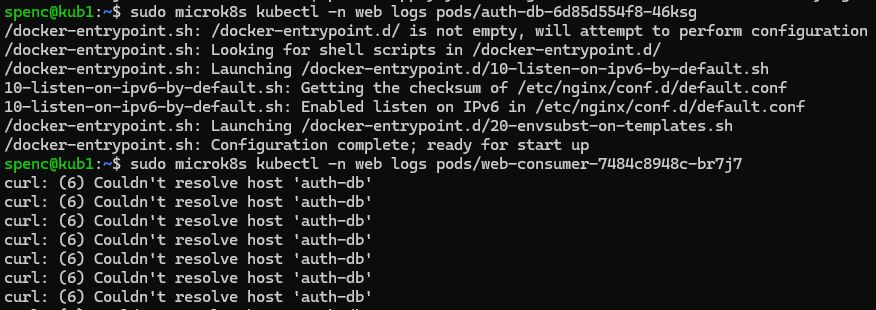 spenc@kub1:~$ sudo microk8s kubectl -n web logs pods/auth-db-6d85d554f8-46ksg
/docker-entrypoint.sh: /docker-entrypoint.d/ is not empty, will attempt to perform configuration
/docker-entrypoint.sh: Looking for shell scripts in /docker-entrypoint.d/
/docker-entrypoint.sh: Launching /docker-entrypoint.d/10-listen-on-ipv6-by-default.sh
10-listen-on-ipv6-by-default.sh: Getting the checksum of /etc/nginx/conf.d/default.conf
10-listen-on-ipv6-by-default.sh: Enabled listen on IPv6 in /etc/nginx/conf.d/default.conf
/docker-entrypoint.sh: Launching /docker-entrypoint.d/20-envsubst-on-templates.sh
/docker-entrypoint.sh: Configuration complete; ready for start up
spenc@kub1:~$ sudo microk8s kubectl -n web logs pods/web-consumer-7484c8948c-br7j7
curl: (6) Couldn't resolve host 'auth-db'
curl: (6) Couldn't resolve host 'auth-db'
curl: (6) Couldn't resolve host 'auth-db'
curl: (6) Couldn't resolve host 'auth-db'
curl: (6) Couldn't resolve host 'auth-db'
curl: (6) Couldn't resolve host 'auth-db'
curl: (6) Couldn't resolve host 'auth-db'